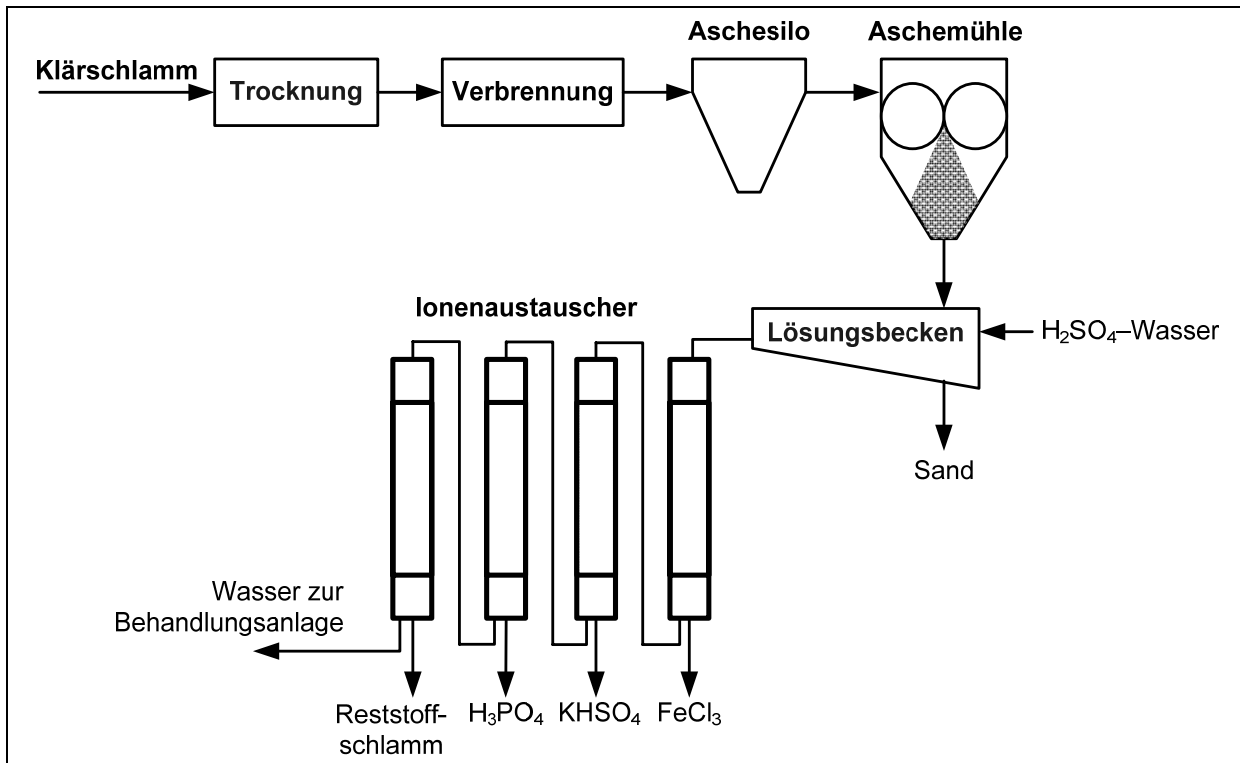 Aschesilo
Aschemühle
Klärschlamm
Trocknung
Verbrennung
Ionenaustauscher
Lösungsbecken
H₂SO₄–Wasser
Sand
Wasser zur
Behandlungsanlage
Reststoff-
schlamm
H₃PO₄
KHSO₄
FeCl₃